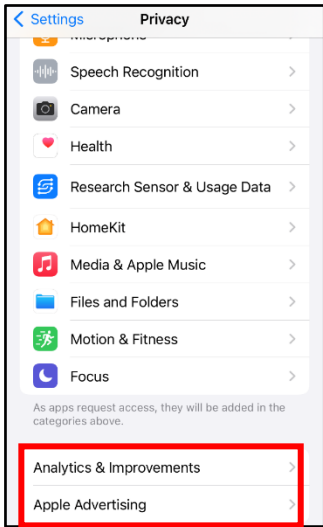 Settings
Privacy
Microphone
Speech Recognition
Camera
Health
Research Sensor & Usage Data
HomeKit
Media & Apple Music
Files and Folders
Motion & Fitness
Focus
As apps request access, they will be added in the
categories above.
Analytics & Improvements
Apple Advertising